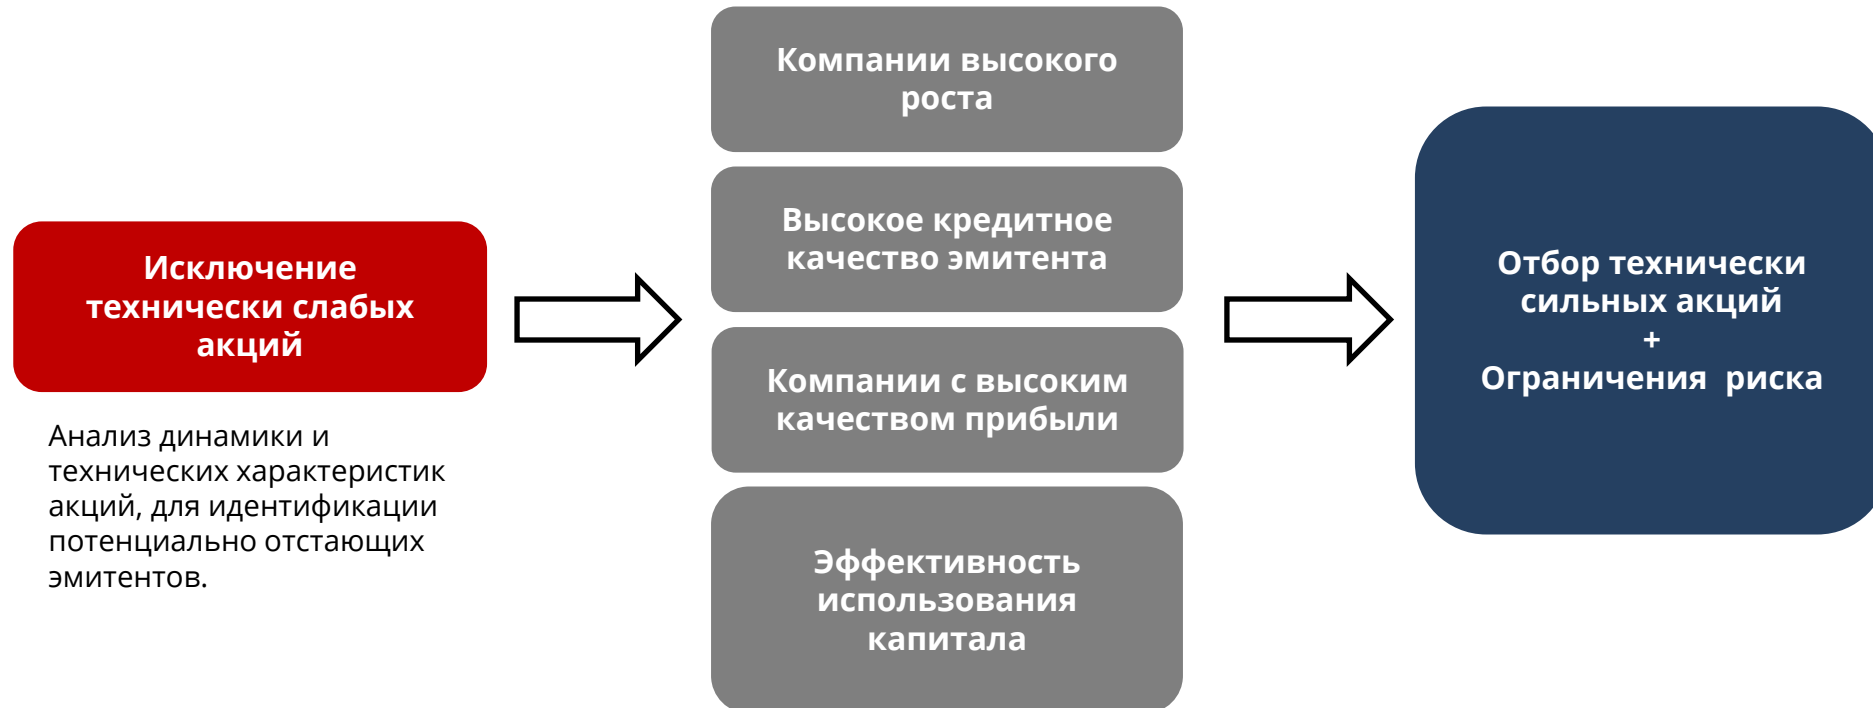 Исключение
технически слабых
акций
Анализ динамики и
технических характеристик
акций, для идентификации
потенциально отстающих
эмитентов.
Компании высокого
роста
Высокое кредитное
качество эмитента
Компании с высоким
качеством прибыли
Эффективность
использования
капитала
Отбор технически
сильных акций
+
Ограничения  риска